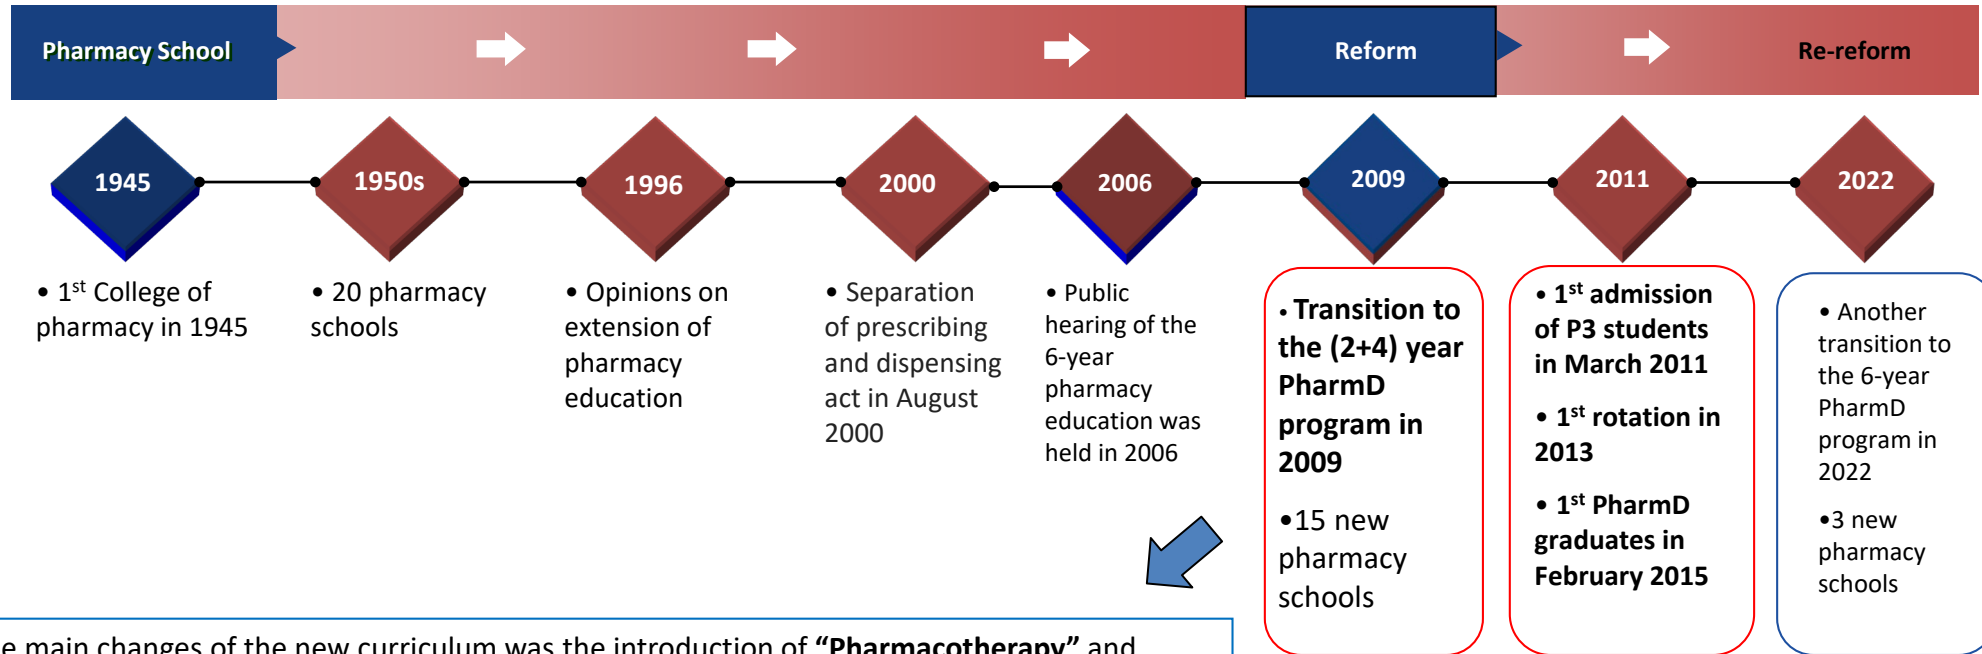 Pharmacy School
Reform
Re-reform
1945
1950s
1996
2000
2006
2009
2011
2022
• 1st College of
pharmacy in 1945
• 20 pharmacy
schools
• Opinions on
extension of
pharmacy
education
• Separation
of prescribing
and dispensing
act in August
2000
• Public
hearing of the
6-year
pharmacy
education was
held in 2006
• Transition to
the (2+4) year
PharmD
program in
2009
•15 new
pharmacy
schools
• 1st admission
of P3 students
in March 2011
• 1st rotation in
2013
• 1st PharmD
graduates in
February 2015
• Another
transition to
the 6-year
PharmD
program in
2022
•3 new
pharmacy
schools
e main changes of the new curriculum was the introduction of “Pharmacotherapy” and